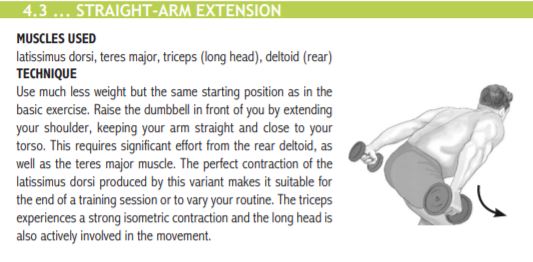 4.3 ... STRAIGHT-ARM EXTENSION
MUSCLES USED
latissimus dorsi, teres major, triceps (long head), deltoid (rear)
TECHNIQUE
Use much less weight but the same starting position as in the
basic exercise. Raise the dumbbell in front of you by extending
your shoulder, keeping your arm straight and close to your
torso. This requires significant effort from the rear deltoid, as
well as the teres major muscle. The perfect contraction of the
latissimus dorsi produced by this variant makes it suitable for
the end of a training session or to vary your routine. The triceps
experiences a strong isometric contraction and the long head is
also actively involved in the movement.